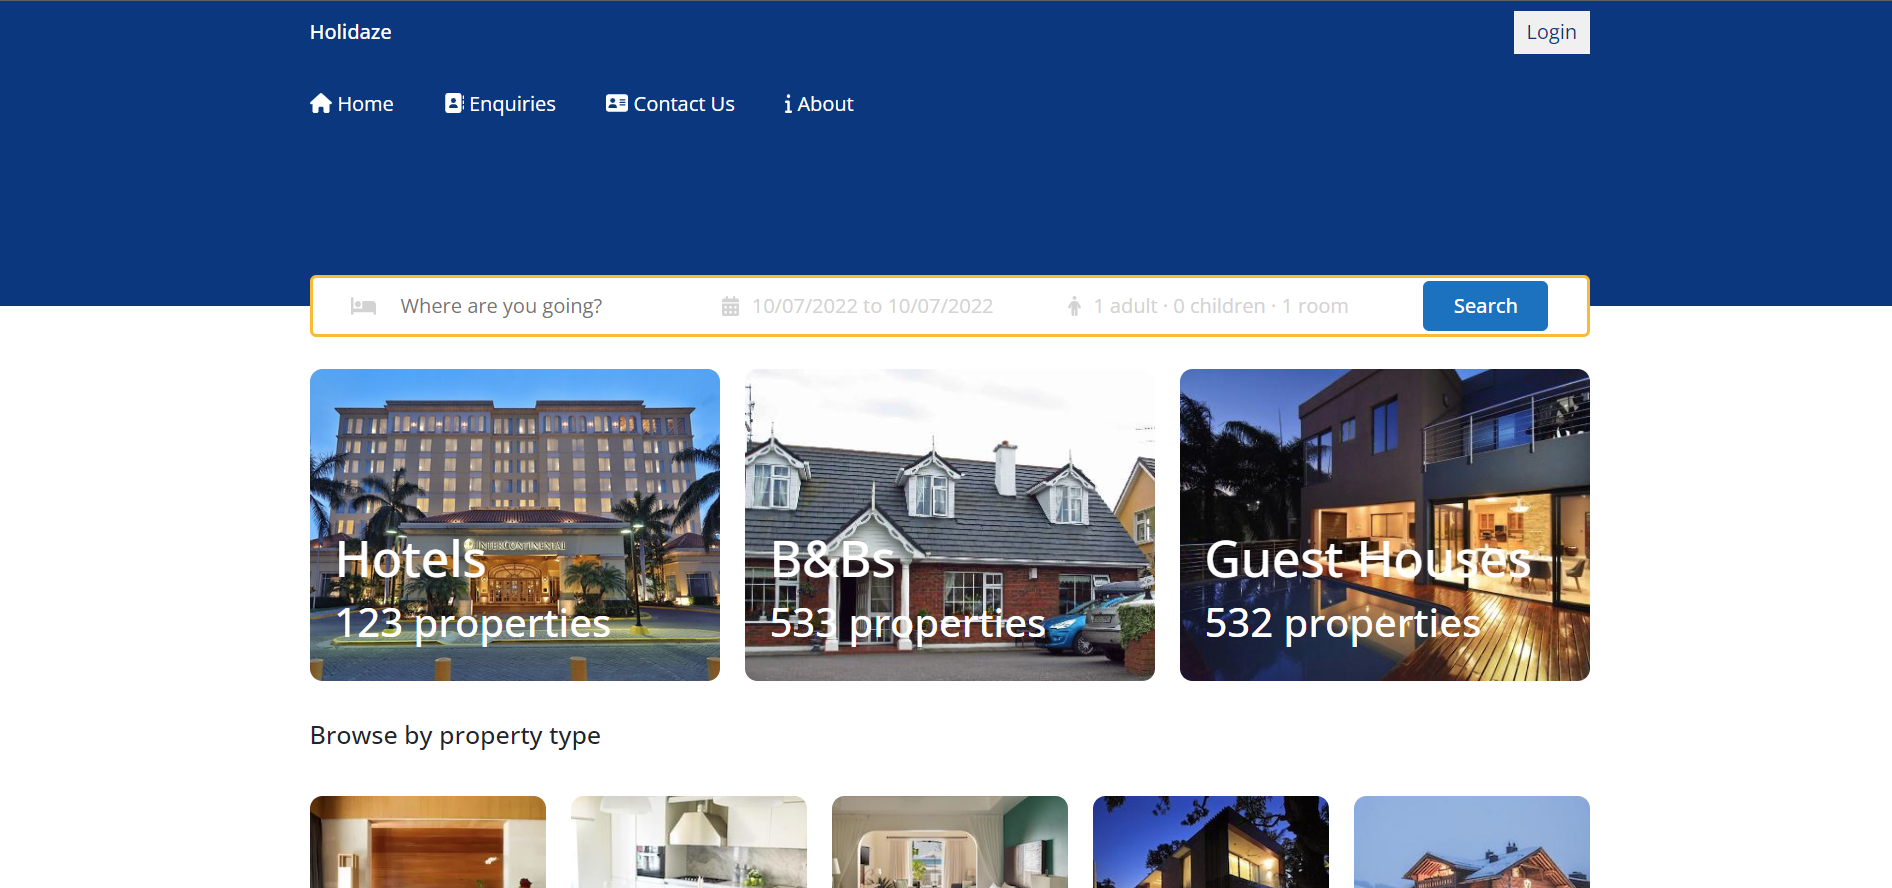 Holidaze
Login
Home
Enquiries
Contact Us
About
Where are you going?
10/07/2022 to 10/07/2022
1 adult · 0 children · 1 room
Search
INTERCONTINENTAL
Hotels
123 properties
B&Bs
533 properties
Guest Houses
532 properties
Browse by property type